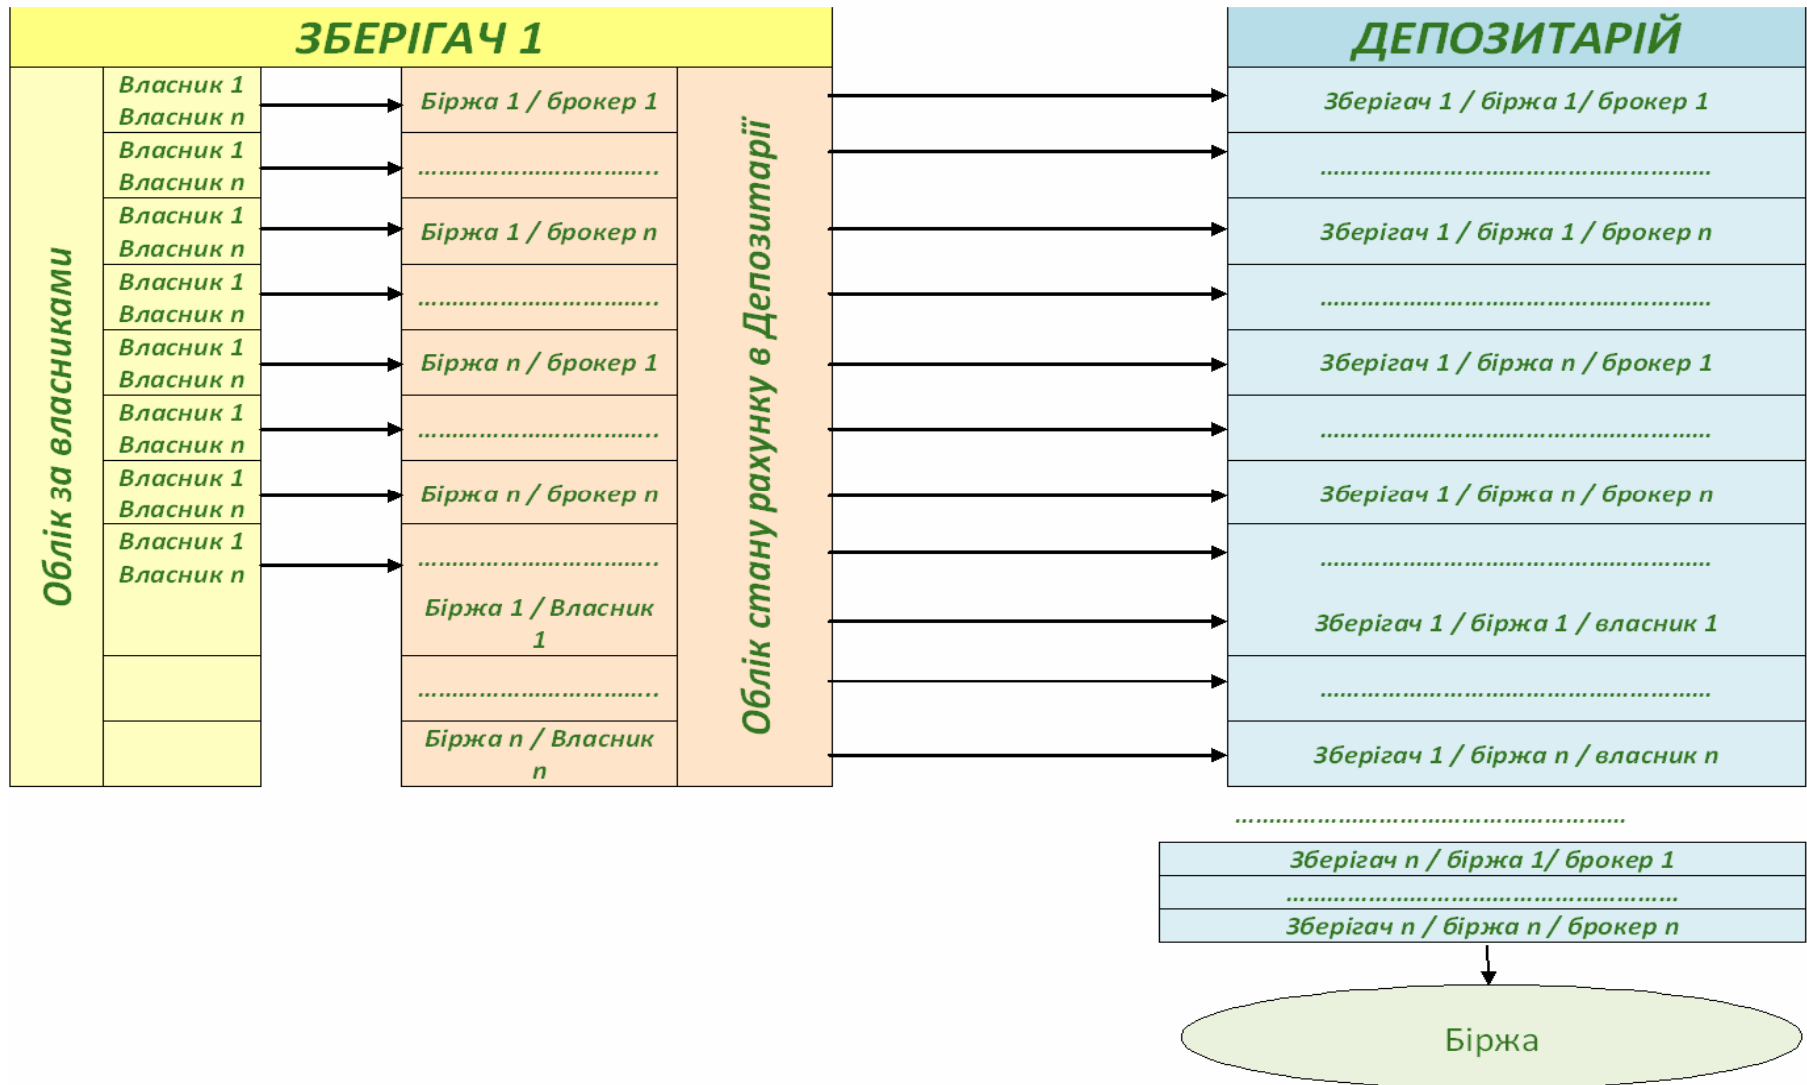 ЗБЕРІГАЧ 1
Облік за власниками
Власник 1
Власник n
Власник 1
Власник n
Власник 1
Власник n
Власник 1
Власник n
Власник 1
Власник n
Власник 1
Власник n
Власник 1
Власник n
Власник 1
Власник n
Біржа 1 / брокер 1
……………………………..
Біржа 1 / брокер n
……………………………..
Біржа n / брокер 1
……………………………..
Біржа n / брокер n
……………………………..
Біржа 1 / Власник
1
……………………………..
Біржа n / Власник
n
Облік стану рахунку в Депозитарії
ДЕПОЗИТАРІЙ
Зберігач 1 / біржа 1/ брокер 1
…………………………………………………
Зберігач 1 / біржа 1 / брокер n
…………………………………………………
Зберігач 1 / біржа n / брокер 1
…………………………………………………
Зберігач 1 / біржа n / брокер n
…………………………………………………
Зберігач 1 / біржа 1 / власник 1
…………………………………………………
Зберігач 1 / біржа n / власник n
…………………………………………………
Зберігач n / біржа 1/ брокер 1
…………………………………………………
Зберігач n / біржа n / брокер n
Біржа